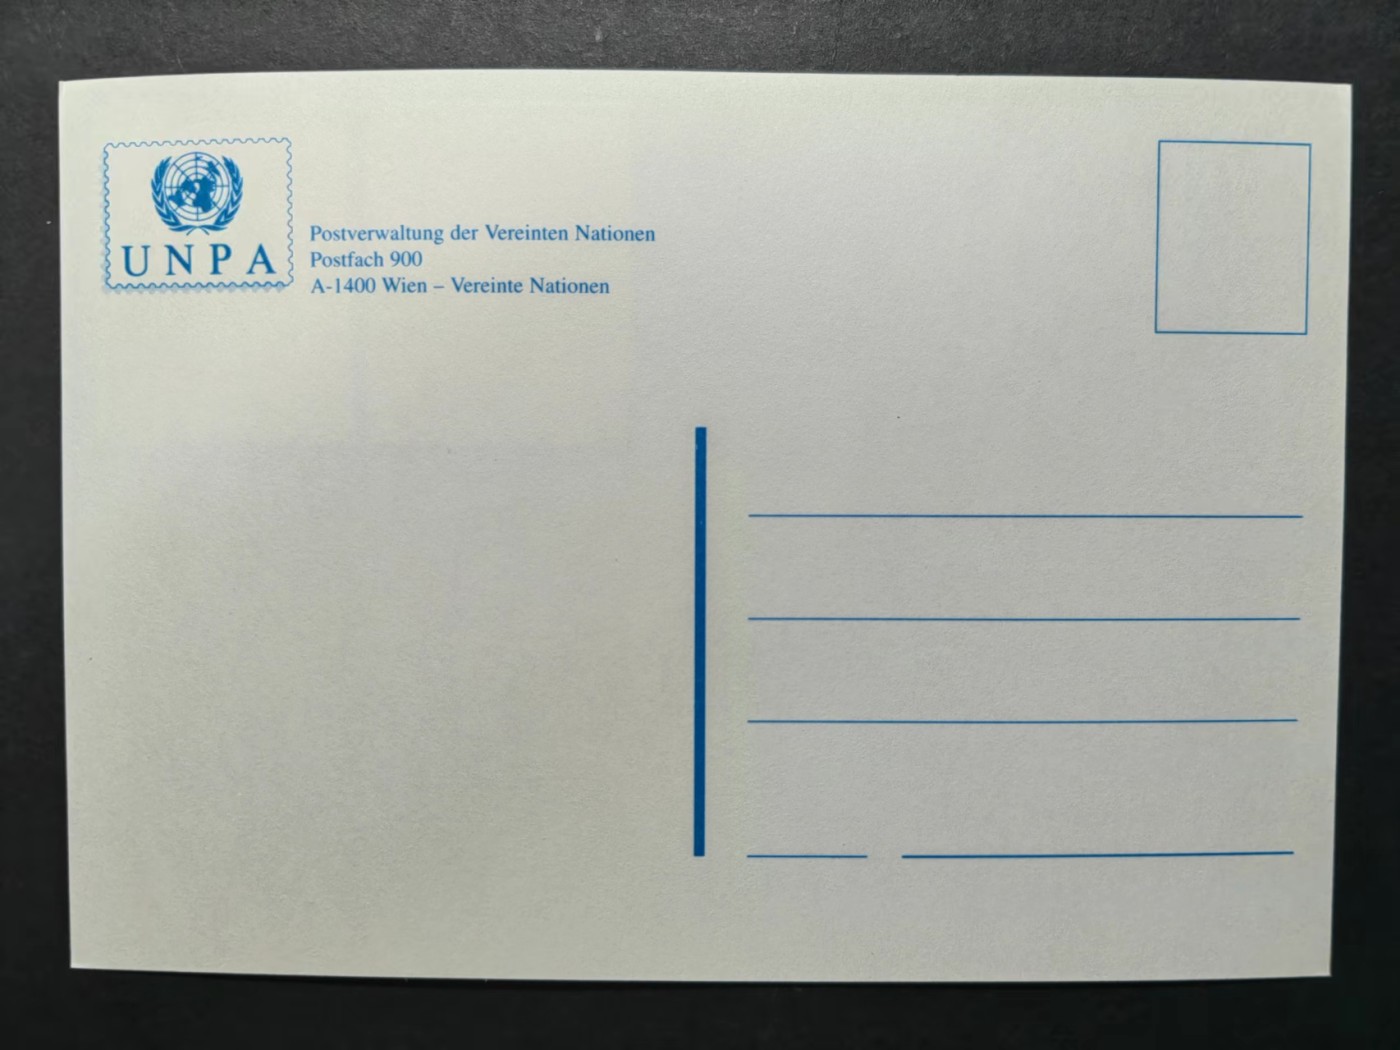 UNPA
Postverwaltung der Vereinten Nationen
Postfach 900
A-1400 Wien – Vereinte Nationen